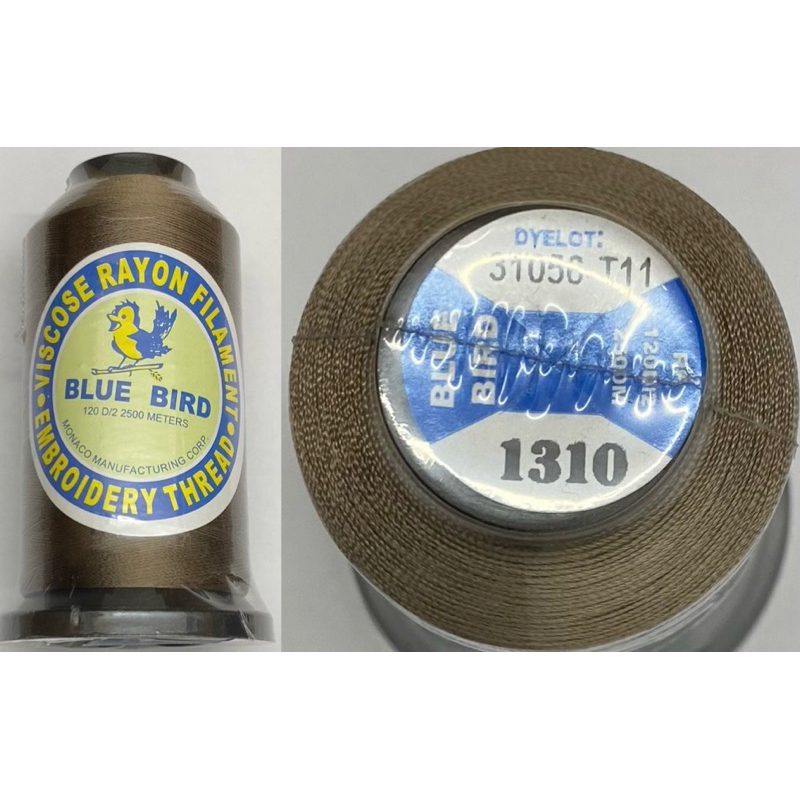 VISCOSE RAYON FILAMENT
BLUE BIRD
120 D/2 2500 METERS
MONACO MANUFACTURING CORP.
EMBROIDERY THREAD
DYELOT:
31056 T11
BLUE
BIRD
1310